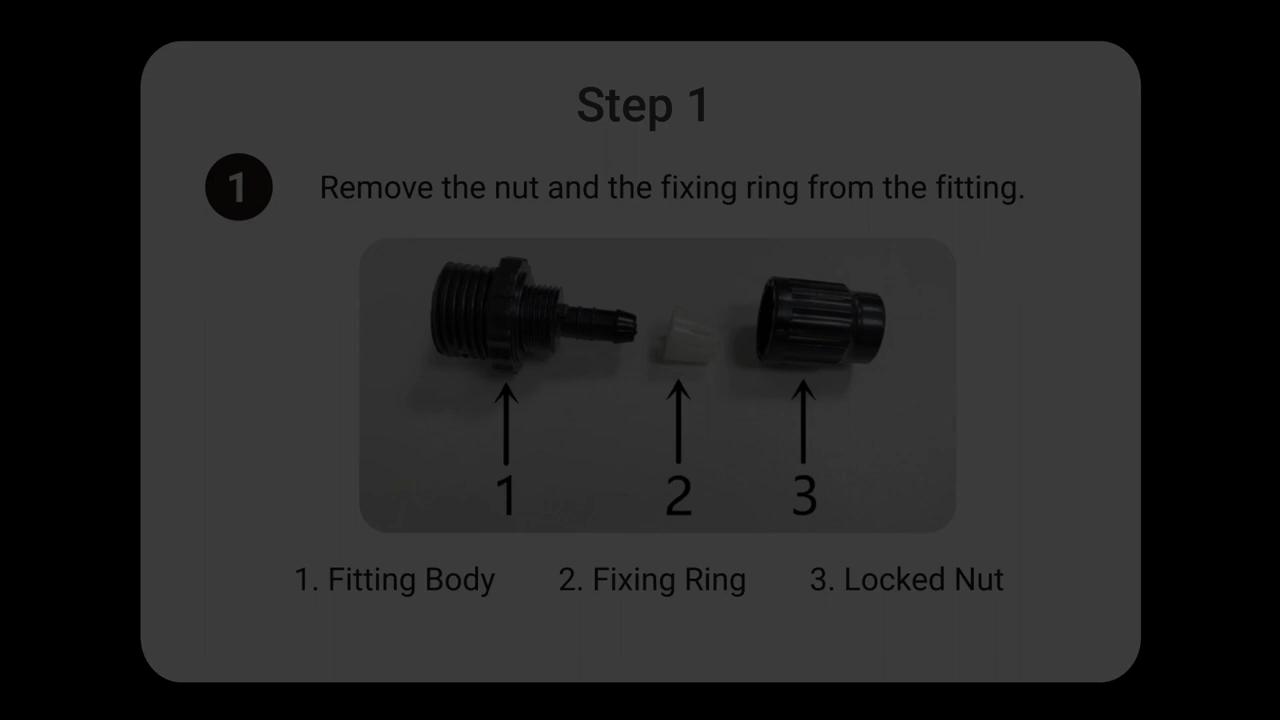 Step 1
1 Remove the nut and the fixing ring from the fitting.
1 2 3
1. Fitting Body 2. Fixing Ring 3. Locked Nut